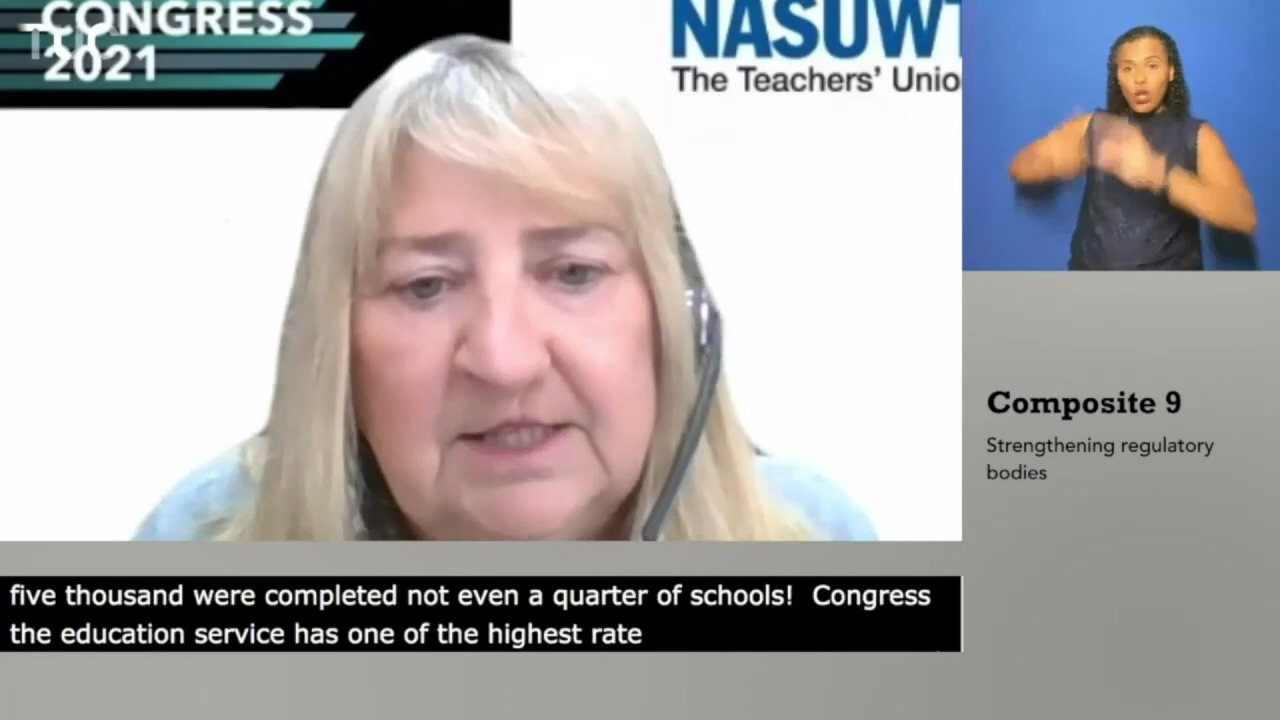 CONGRESS
2021
NASUWT
The Teachers' Unio
Composite 9
Strengthening regulatory
bodies
five thousand were completed not even a quarter of schools!  Congress
the education service has one of the highest rate